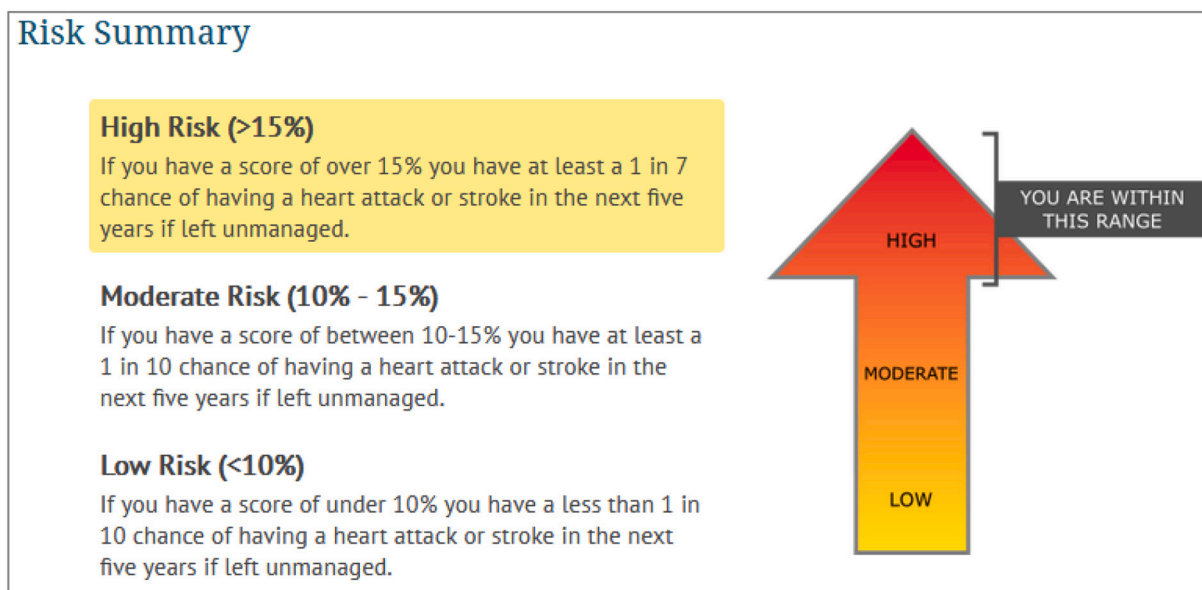 Risk Summary
High Risk (>15%)
If you have a score of over 15% you have at least a 1 in 7
chance of having a heart attack or stroke in the next five
years if left unmanaged.
Moderate Risk (10% - 15%)
If you have a score of between 10-15% you have at least a
1 in 10 chance of having a heart attack or stroke in the
next five years if left unmanaged.
Low Risk (<10%)
If you have a score of under 10% you have a less than 1 in
10 chance of having a heart attack or stroke in the next
five years if left unmanaged.
YOU ARE WITHIN
THIS RANGE
HIGH
MODERATE
LOW